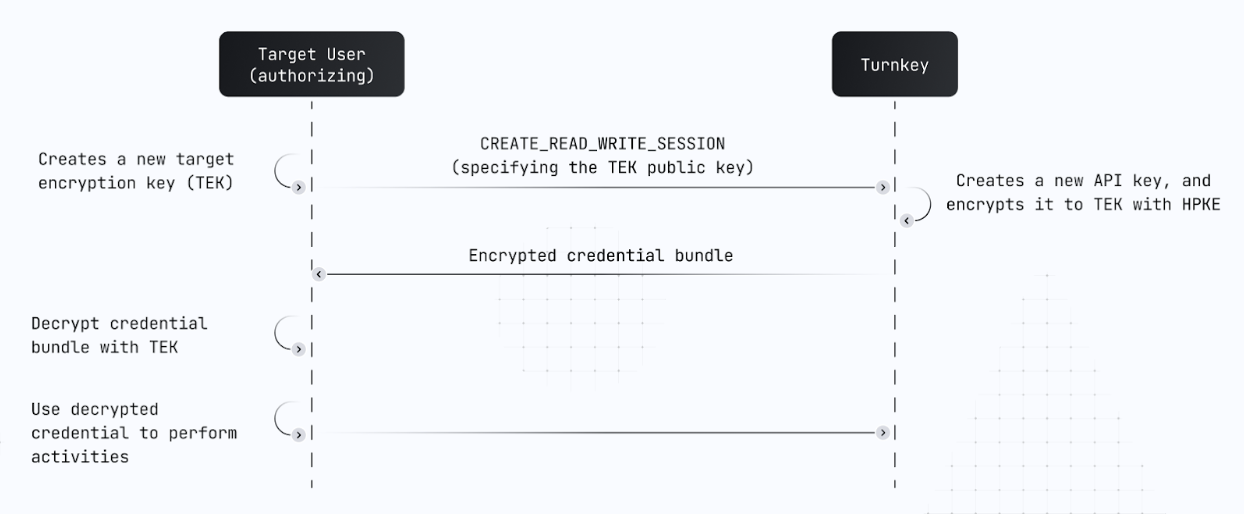 Target User
(authorizing)
Turnkey
CREATE_READ_WRITE_SESSION
(specifying the TEK public key)
Creates a new target
encryption key (TEK)
Creates a new API key, and
encrypts it to TEK with HPKE
Encrypted credential bundle
Decrypt credential
bundle with TEK
Use decrypted
credential to perform
activities